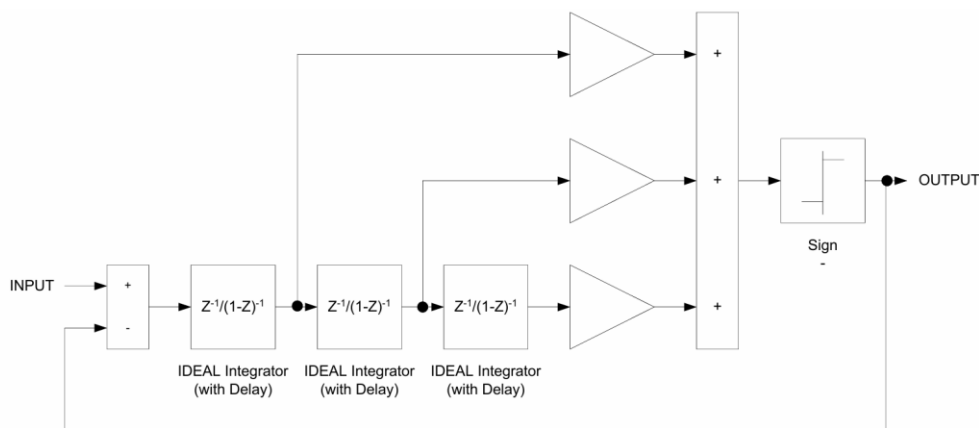 +
+
+
Sign
-
OUTPUT
INPUT
+
-
Z⁻¹/(1-Z)⁻¹
IDEAL Integrator
(with Delay)
Z⁻¹/(1-Z)⁻¹
IDEAL Integrator
(with Delay)
Z⁻¹/(1-Z)⁻¹
IDEAL Integrator
(with Delay)